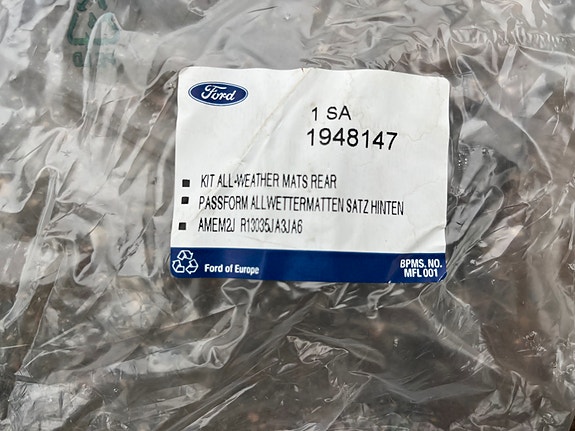 Ford
1 SA
1948147
KIT ALL-WEATHER MATS REAR
PASSFORM ALLWETTERMATTEN SATZ HINTEN
AMEM2J R13035JA3JA6
Ford of Europe
BPMS. NO.
MFL001